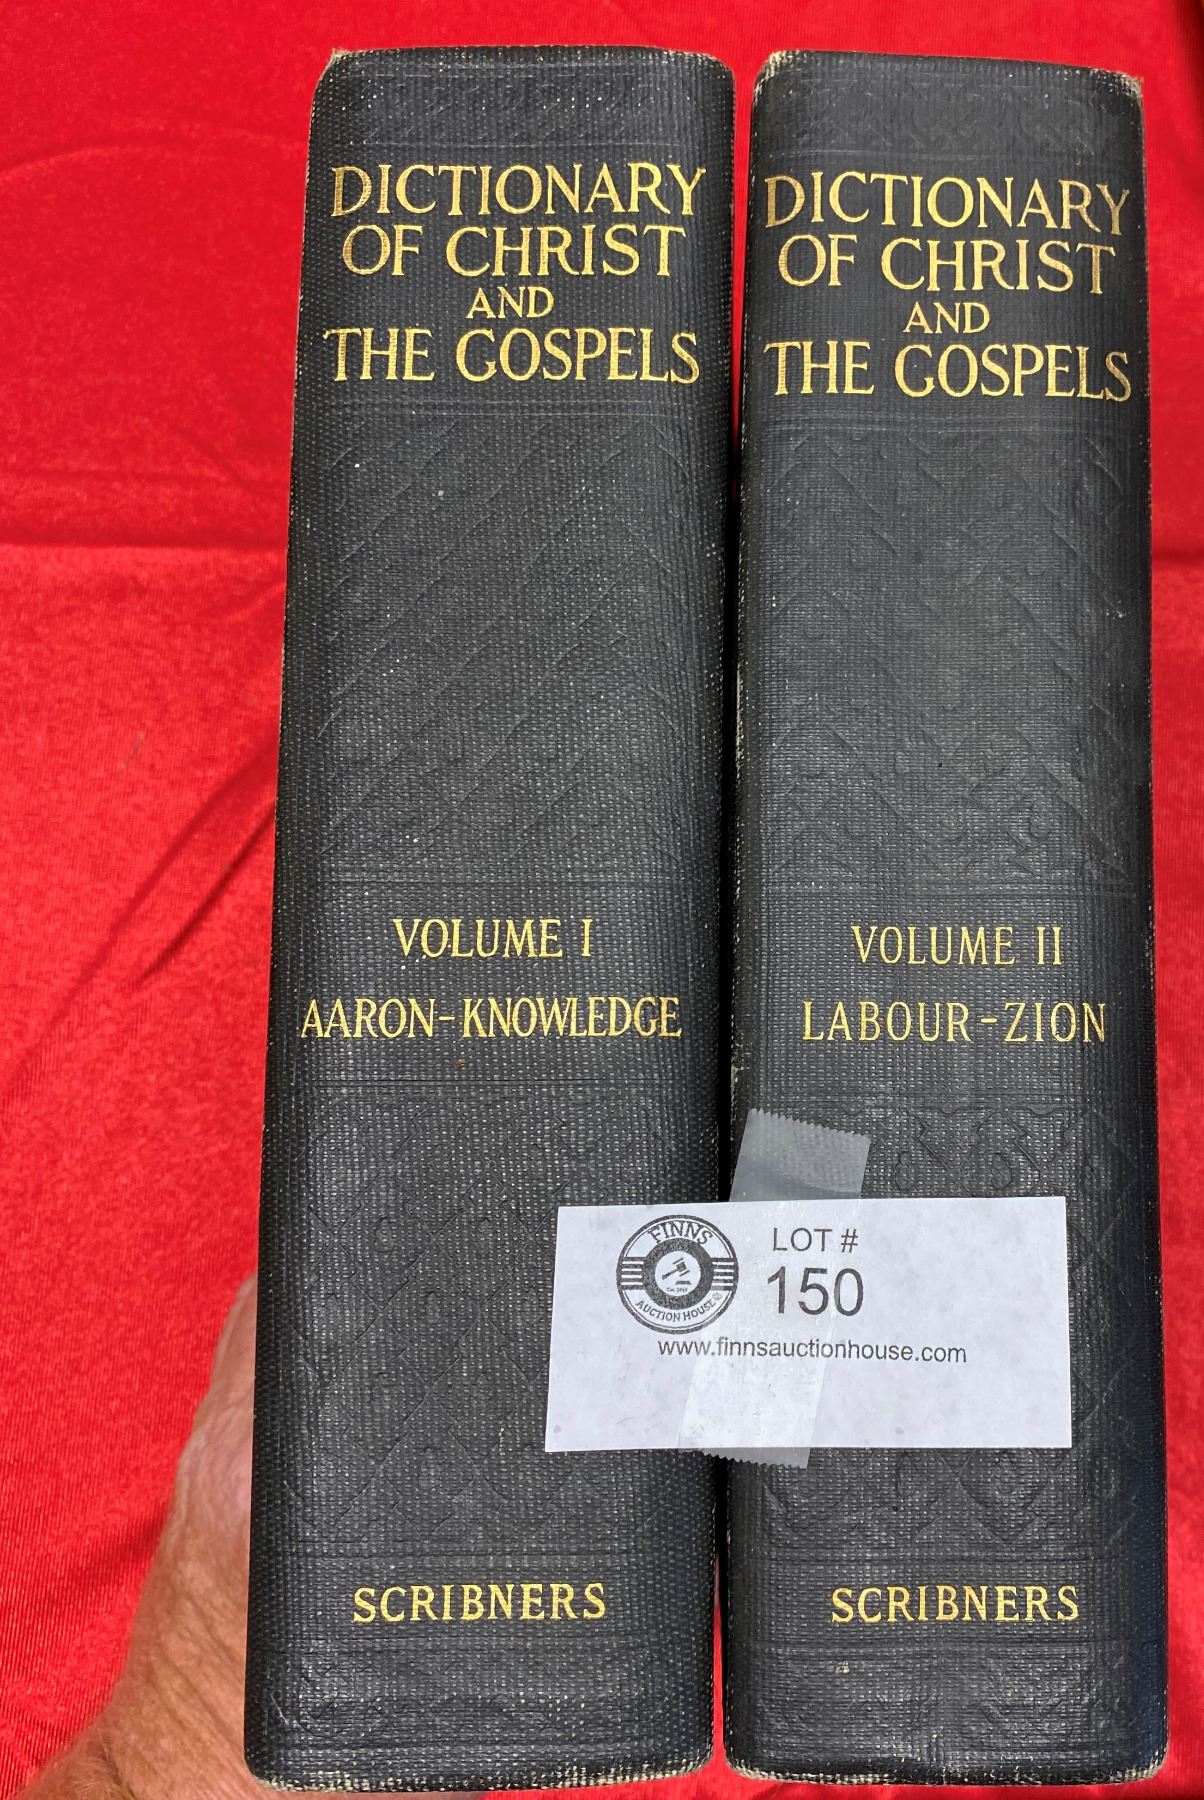 DICTIONARY
OF CHRIST
AND
THE GOSPELS
VOLUME I
AARON-KNOWLEDGE
SCRIBNERS
DICTIONARY
OF CHRIST
AND
THE GOSPELS
VOLUME II
LABOUR-ZION
SCRIBNERS
FINNS
AUCTION HOUSE
LOT #
150
www.finnsauctionhouse.com